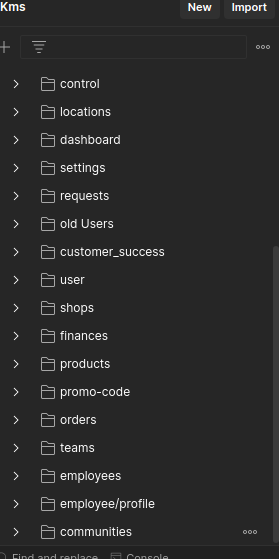 Kms
New
Import
control
locations
dashboard
settings
requests
old Users
customer_success
user
shops
finances
products
promo-code
orders
teams
employees
employee/profile
communities
Find and replace
Console